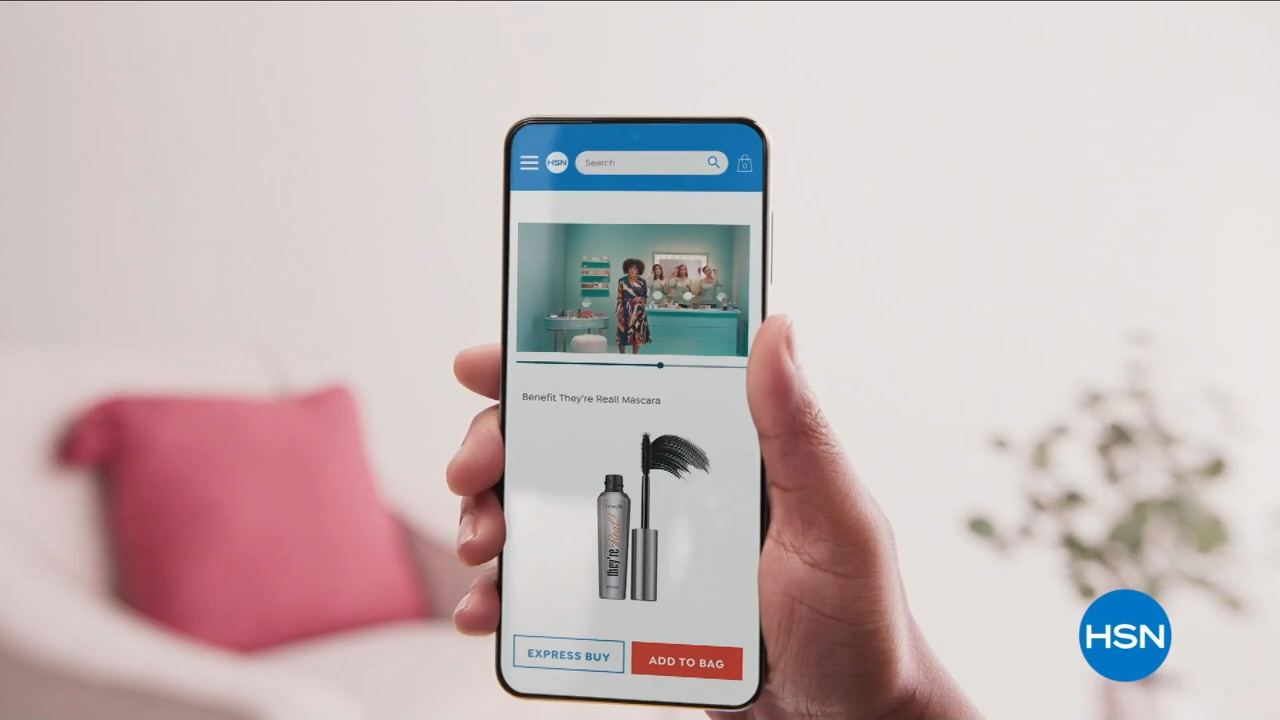 HSN
Search
0
Benefit They're Real! Mascara
they're Real!
EXPRESS BUY
ADD TO BAG
HSN